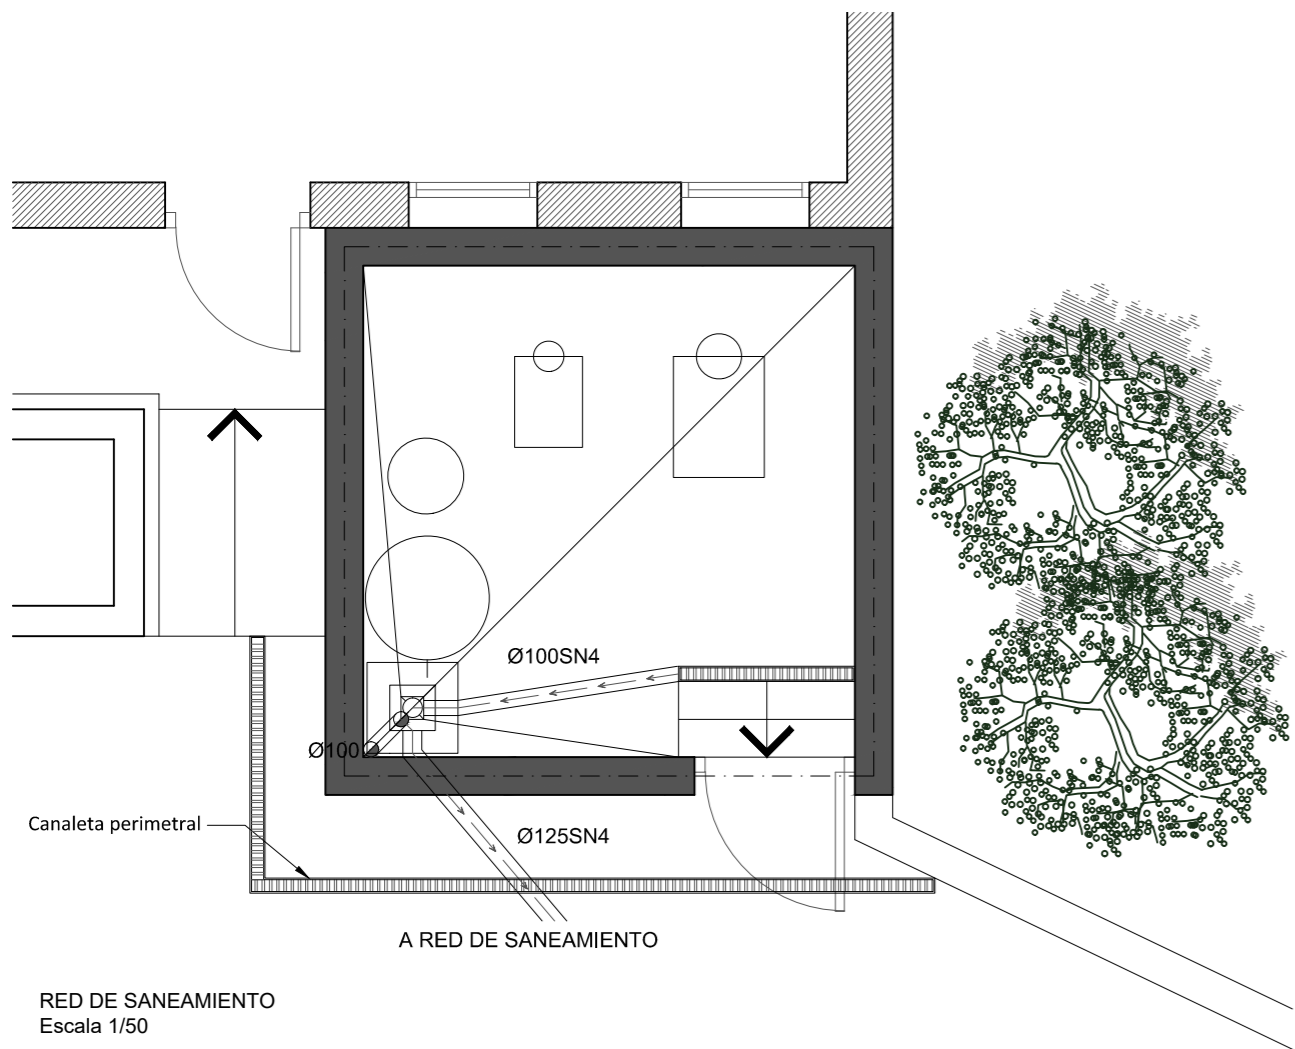 Ø100SN4
Ø100
Canaleta perimetral
Ø125SN4
A RED DE SANEAMIENTO
RED DE SANEAMIENTO
Escala 1/50